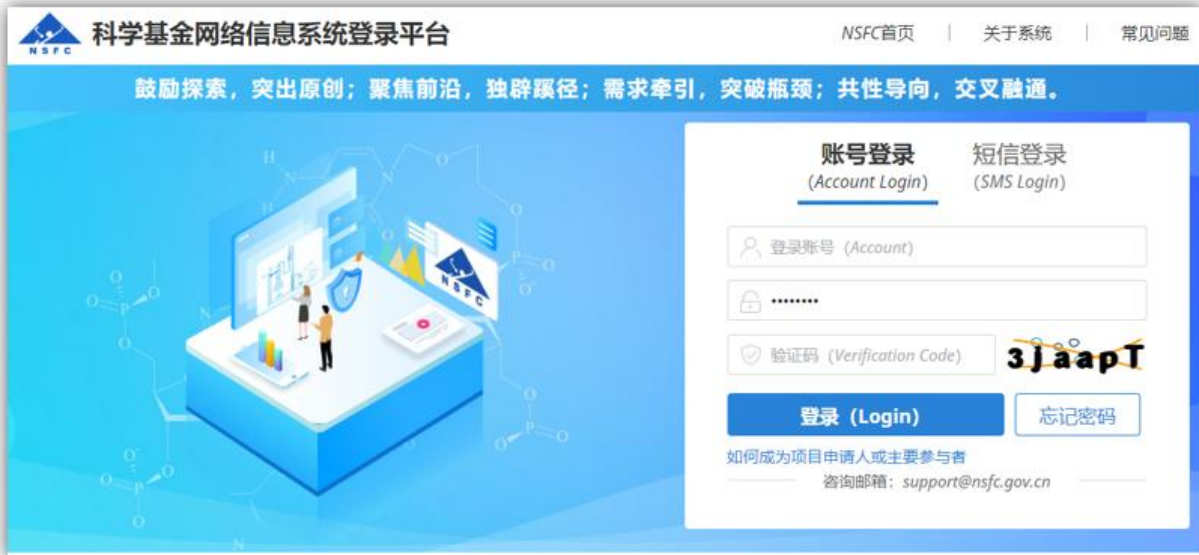 NSFC
科学基金网络信息系统登录平台
NSFC首页 | 关于系统 | 常见问题
鼓励探索，突出原创；聚焦前沿，独辟蹊径；需求牵引，突破瓶颈；共性导向，交叉融通。
账号登录 短信登录
(Account Login) (SMS Login)
登录账号 (Account)
••••••••
验证码 (Verification Code) 3jaapT
登录 (Login) 忘记密码
如何成为项目申请人或主要参与者
咨询邮箱：support@nsfc.gov.cn
NSFC
H
N
H
O
N
O
P
O
O
O
P
O
O
N
O
P
O
O
O
P
O
O
N